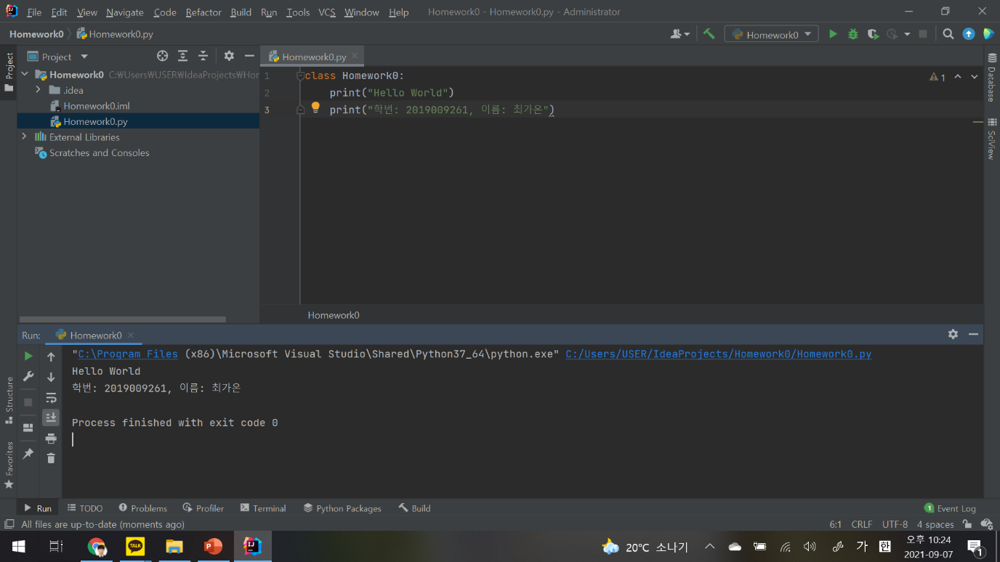 File Edit View Navigate Code Refactor Build Run Tools VCS Window Help Homework0 - Homework0.py - Administrator
Homework0 Homework0.py Homework0
Project
Project
Homework0 C:₩Users₩USER₩IdeaProjects₩Hor
.idea
Homework0.iml
Homework0.py
External Libraries
Scratches and Consoles
Homework0.py
1 class Homework0:
2 print("Hello World")
3 print("학번: 2019009261, 이름: 최가온")
1
Homework0
Database
SciView
Run: Homework0
"C:\Program Files (x86)\Microsoft Visual Studio\Shared\Python37_64\python.exe" C:/Users/USER/IdeaProjects/Homework0/Homework0.py
Hello World
학번: 2019009261, 이름: 최가온
Process finished with exit code 0
Structure
Favorites
Run TODO Problems Profiler Terminal Python Packages Build 1 Event Log
All files are up-to-date (moments ago) 6:1 CRLF UTF-8 4 spaces
TALK P IJ 20°C 소나기 가 한 오후 10:24
2021-09-07
1